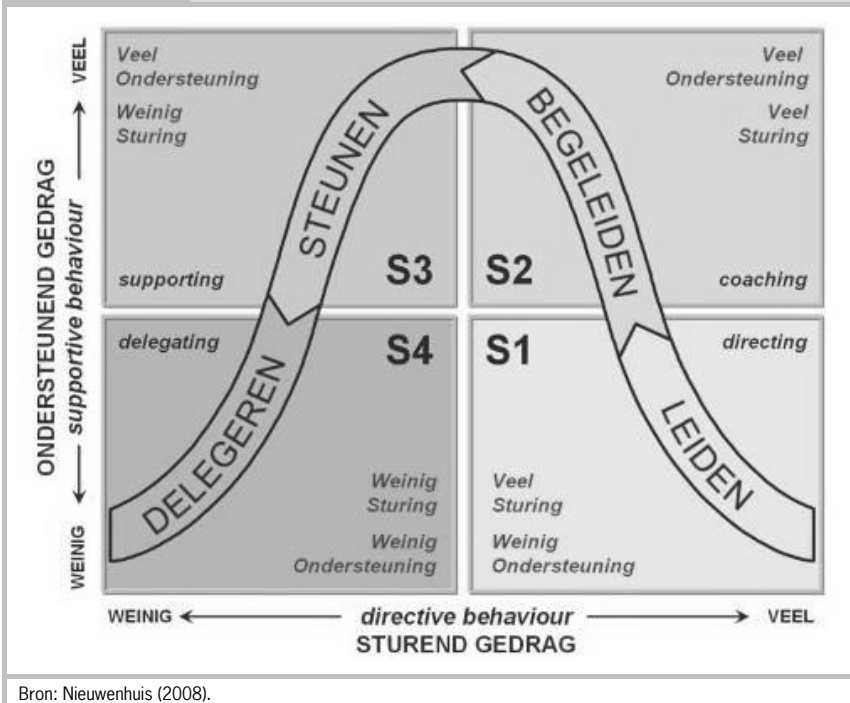 VEEL
ONDERSTEUNEND GEDRAG
supportive behaviour
WEINIG
Veel
Ondersteuning
Weinig
Sturing
STEUNEN
supporting
S3
Veel
Ondersteuning
Veel
Sturing
BEGELEIDEN
S2
coaching
delegating
S4
DELEGEREN
Weinig
Sturing
Weinig
Ondersteuning
S1
directing
LEIDEN
Veel
Sturing
Weinig
Ondersteuning
WEINIG directive behaviour VEEL
STUREND GEDRAG
Bron: Nieuwenhuis (2008).